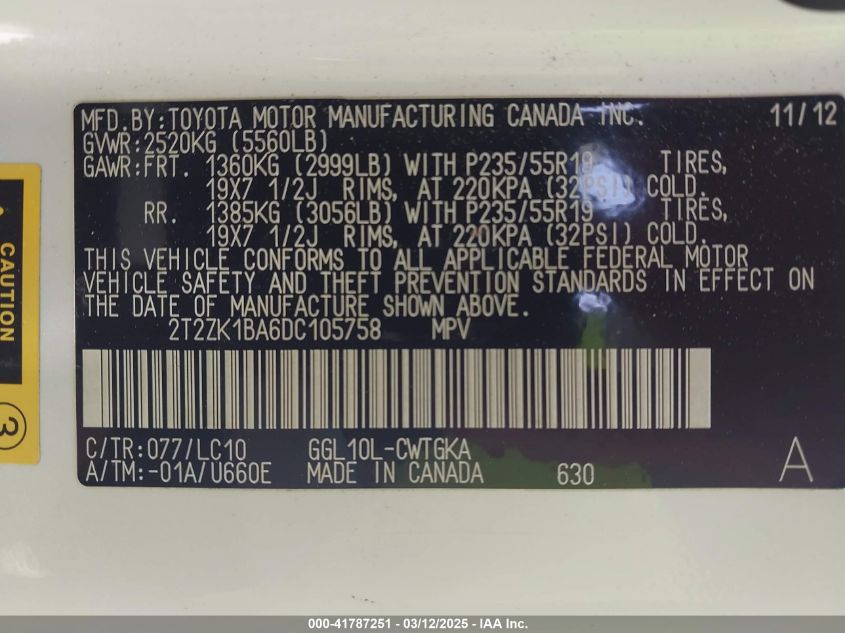 MFD.BY:TOYOTA MOTOR MANUFACTURING CANADA INC. 11/12
GVWR:2520KG (5560LB)
GAWR:FRT. 1360KG (2999LB) WITH P235/55R19 TIRES,
19X7 1/2J RIMS, AT 220KPA (32PSI) COLD.
RR. 1385KG (3056LB) WITH P235/55R19 TIRES,
19X7 1/2J RIMS, AT 220KPA (32PSI) COLD.
THIS VEHICLE CONFORMS TO ALL APPLICABLE FEDERAL MOTOR
VEHICLE SAFETY AND THEFT PREVENTION STANDARDS IN EFFECT ON
THE DATE OF MANUFACTURE SHOWN ABOVE.
2T2ZK1BA6DC105758 MPV
C/TR:077/LC10 GGL10L-CWTGKA
A/TM:-01A/U660E MADE IN CANADA 630 A
CAUTION
3
000-41787251 - 03/12/2025 - IAA Inc.